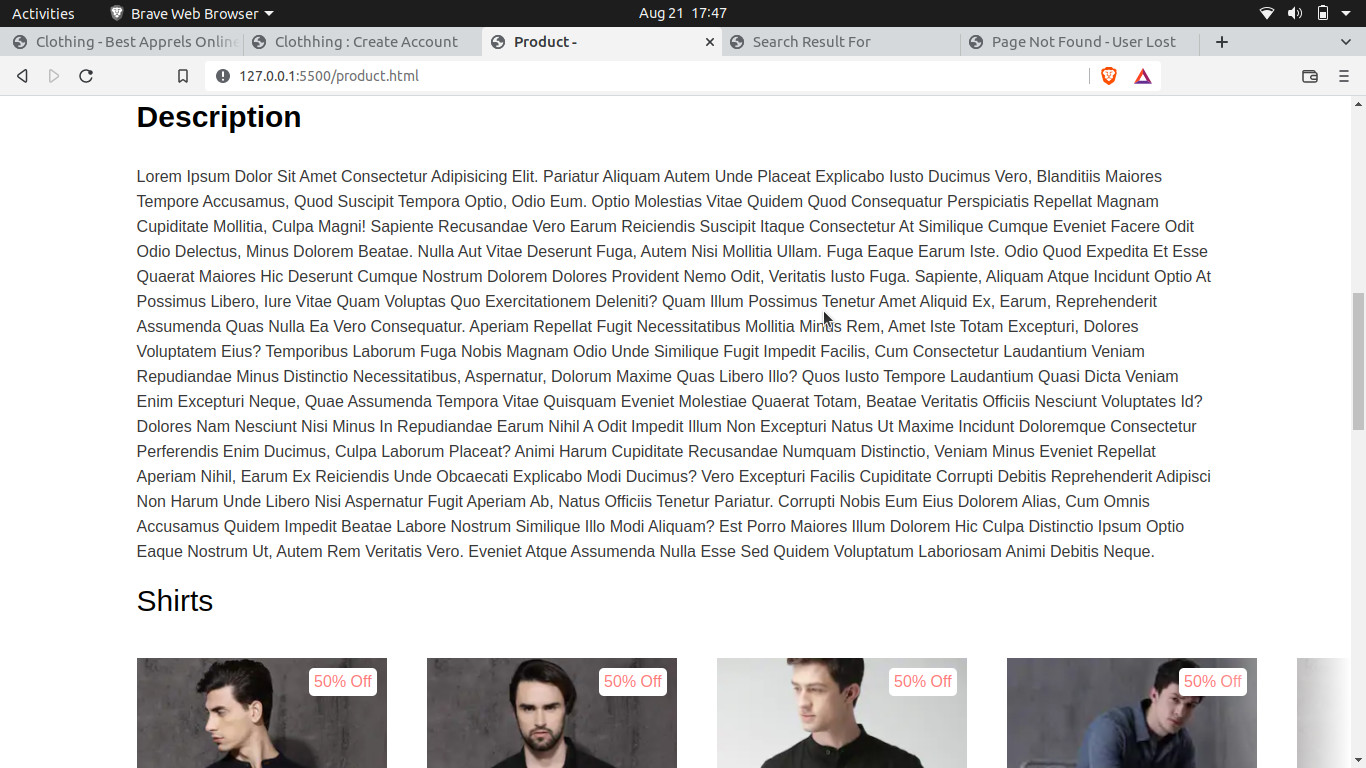 Activities Brave Web Browser Aug 21 17:47
Clothing - Best Apprels Online Clothhing : Create Account Product - Search Result For Page Not Found - User Lost
127.0.0.1:5500/product.html
Description
Lorem Ipsum Dolor Sit Amet Consectetur Adipisicing Elit. Pariatur Aliquam Autem Unde Placeat Explicabo Iusto Ducimus Vero, Blanditiis Maiores
Tempore Accusamus, Quod Suscipit Tempora Optio, Odio Eum. Optio Molestias Vitae Quidem Quod Consequatur Perspiciatis Repellat Magnam
Cupiditate Mollitia, Culpa Magni! Sapiente Recusandae Vero Earum Reiciendis Suscipit Itaque Consectetur At Similique Cumque Eveniet Facere Odit
Odio Delectus, Minus Dolorem Beatae. Nulla Aut Vitae Deserunt Fuga, Autem Nisi Mollitia Ullam. Fuga Eaque Earum Iste. Odio Quod Expedita Et Esse
Quaerat Maiores Hic Deserunt Cumque Nostrum Dolorem Dolores Provident Nemo Odit, Veritatis Iusto Fuga. Sapiente, Aliquam Atque Incidunt Optio At
Possimus Libero, Iure Vitae Quam Voluptas Quo Exercitationem Deleniti? Quam Illum Possimus Tenetur Amet Aliquid Ex, Earum, Reprehenderit
Assumenda Quas Nulla Ea Vero Consequatur. Aperiam Repellat Fugit Necessitatibus Mollitia Minus Rem, Amet Iste Totam Excepturi, Dolores
Voluptatem Eius? Temporibus Laborum Fuga Nobis Magnam Odio Unde Similique Fugit Impedit Facilis, Cum Consectetur Laudantium Veniam
Repudiandae Minus Distinctio Necessitatibus, Aspernatur, Dolorum Maxime Quas Libero Illo? Quos Iusto Tempore Laudantium Quasi Dicta Veniam
Enim Excepturi Neque, Quae Assumenda Tempora Vitae Quisquam Eveniet Molestiae Quaerat Totam, Beatae Veritatis Officiis Nesciunt Voluptates Id?
Dolores Nam Nesciunt Nisi Minus In Repudiandae Earum Nihil A Odit Impedit Illum Non Excepturi Natus Ut Maxime Incidunt Doloremque Consectetur
Perferendis Enim Ducimus, Culpa Laborum Placeat? Animi Harum Cupiditate Recusandae Numquam Distinctio, Veniam Minus Eveniet Repellat
Aperiam Nihil, Earum Ex Reiciendis Unde Obcaecati Explicabo Modi Ducimus? Vero Excepturi Facilis Cupiditate Corrupti Debitis Reprehenderit Adipisci
Non Harum Unde Libero Nisi Aspernatur Fugit Aperiam Ab, Natus Officiis Tenetur Pariatur. Corrupti Nobis Eum Eius Dolorem Alias, Cum Omnis
Accusamus Quidem Impedit Beatae Labore Nostrum Similique Illo Modi Aliquam? Est Porro Maiores Illum Dolorem Hic Culpa Distinctio Ipsum Optio
Eaque Nostrum Ut, Autem Rem Veritatis Vero. Eveniet Atque Assumenda Nulla Esse Sed Quidem Voluptatum Laboriosam Animi Debitis Neque.
Shirts
50% Off 50% Off 50% Off 50% Off